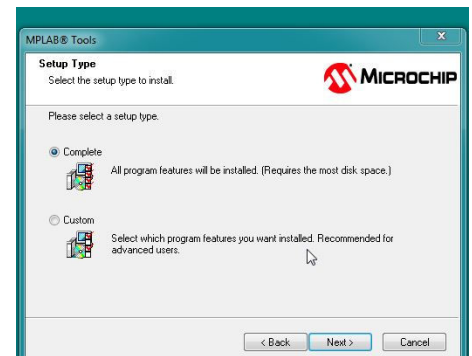 MPLAB® Tools
Setup Type
Select the setup type to install.
MICROCHIP
Please select a setup type.
Complete
All program features will be installed. (Requires the most disk space.)
Custom
Select which program features you want installed. Recommended for
advanced users.
< Back
Next >
Cancel